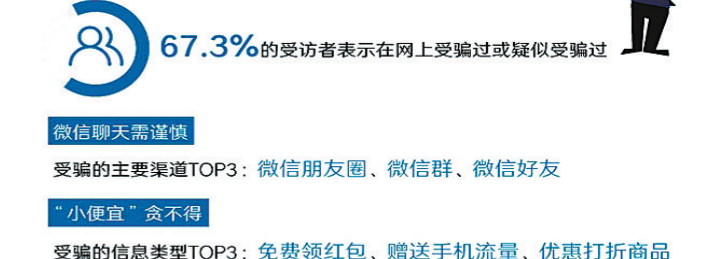 67.3%的受访者表示在网上受骗过或疑似受骗过
微信聊天需谨慎
受骗的主要渠道TOP3：微信朋友圈、微信群、微信好友
“小便宜”贪不得
受骗的信息类型TOP3：免费领红包、赠送手机流量、优惠打折商品